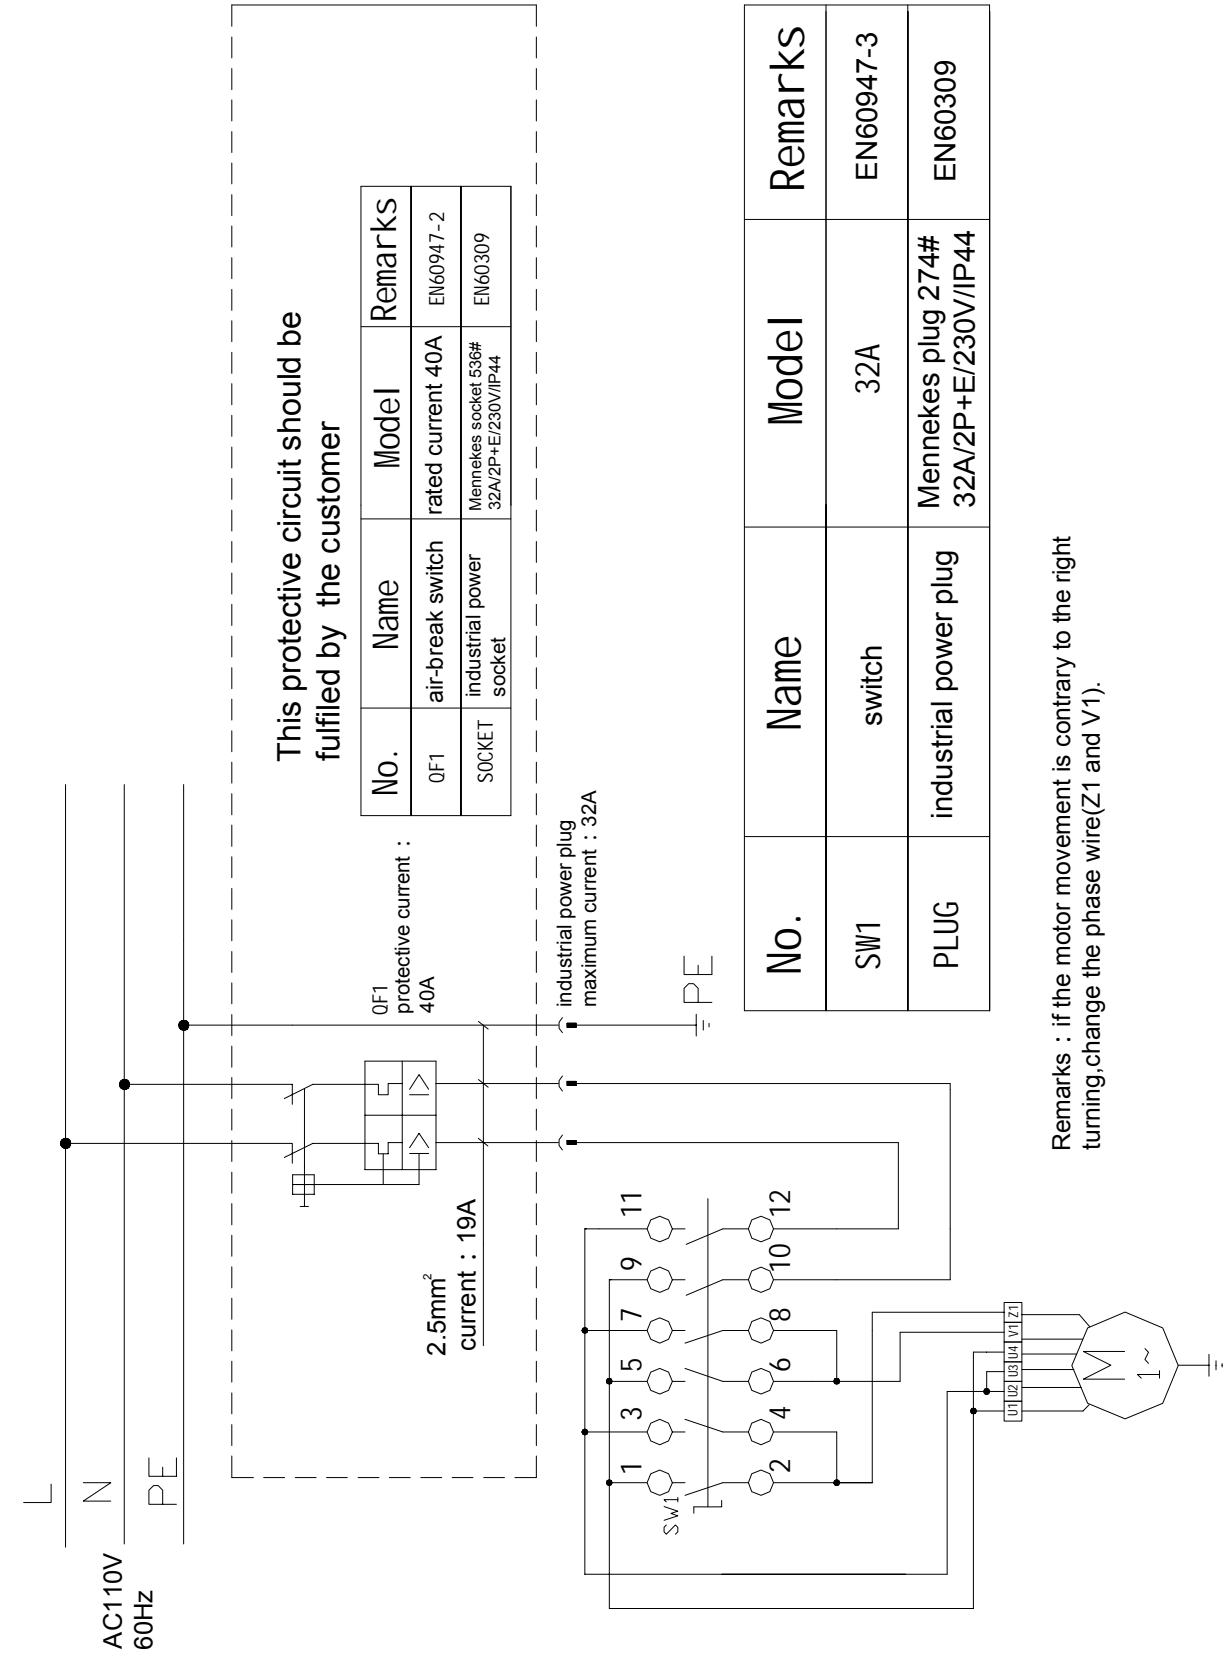 AC110V
60Hz
L
N
PE
This protective circuit should be
fulfiled by the customer
No. Name Model Remarks
QF1 air-break switch rated current 40A EN60947-2
SOCKET industrial power
socket Mennekes socket 536#
32A/2P+E/230V/IP44 EN60309
QF1
protective current :
40A
2.5mm²
current : 19A
industrial power plug
maximum current : 32A
PE
SW1
1 3 5 7 9 11
2 4 6 8 10 12
No. Name Model Remarks
SW1 switch 32A EN60947-3
PLUG industrial power plug Mennekes plug 274#
32A/2P+E/230V/IP44 EN60309
U1 U2 U3 U4 V1 Z1
M
1~
Remarks : if the motor movement is contrary to the right
turning,change the phase wire(Z1 and V1).